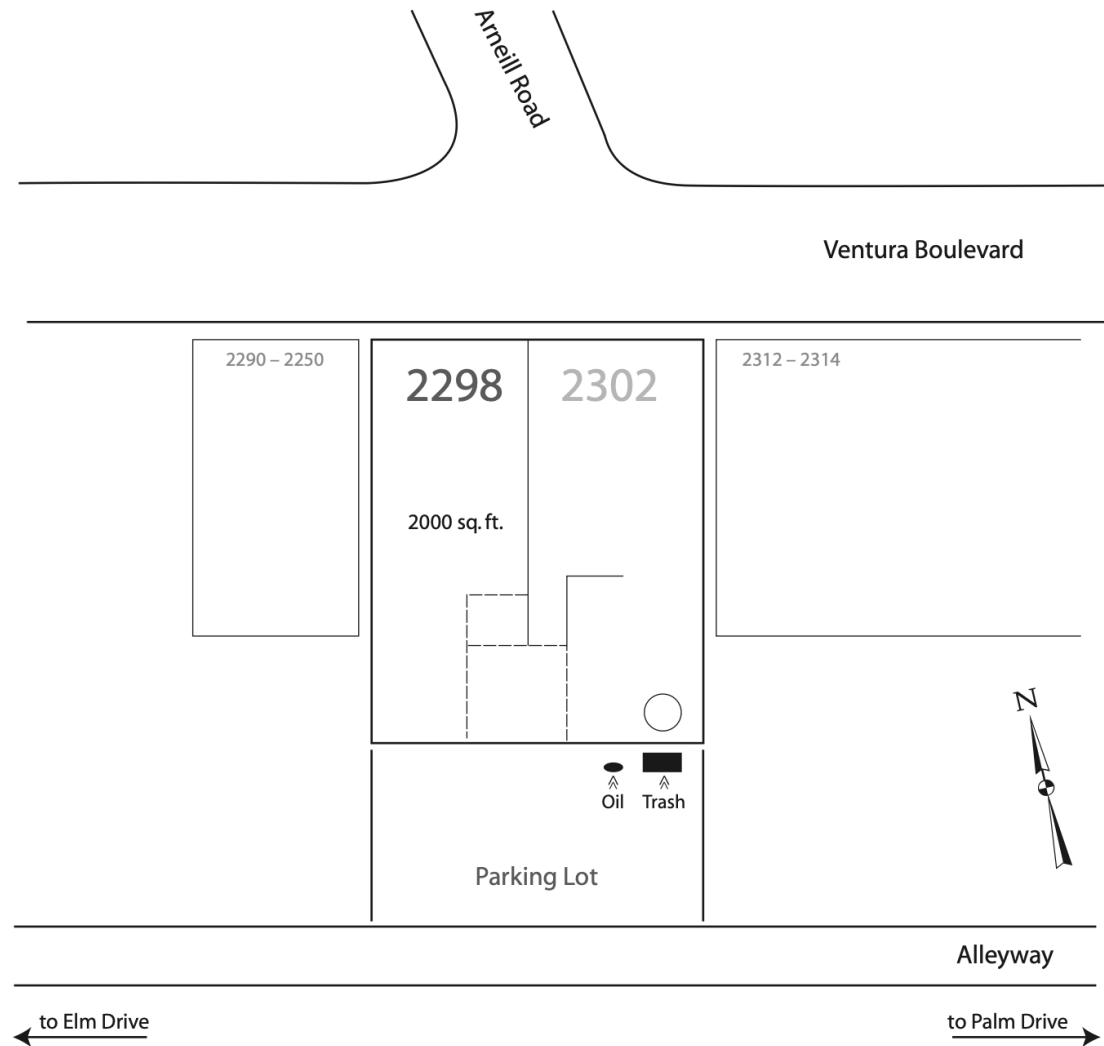 Arneill Road
Ventura Boulevard
2290 – 2250
2298
2302
2312 – 2314
2000 sq. ft.
N
Oil
Trash
Parking Lot
Alleyway
to Elm Drive
to Palm Drive